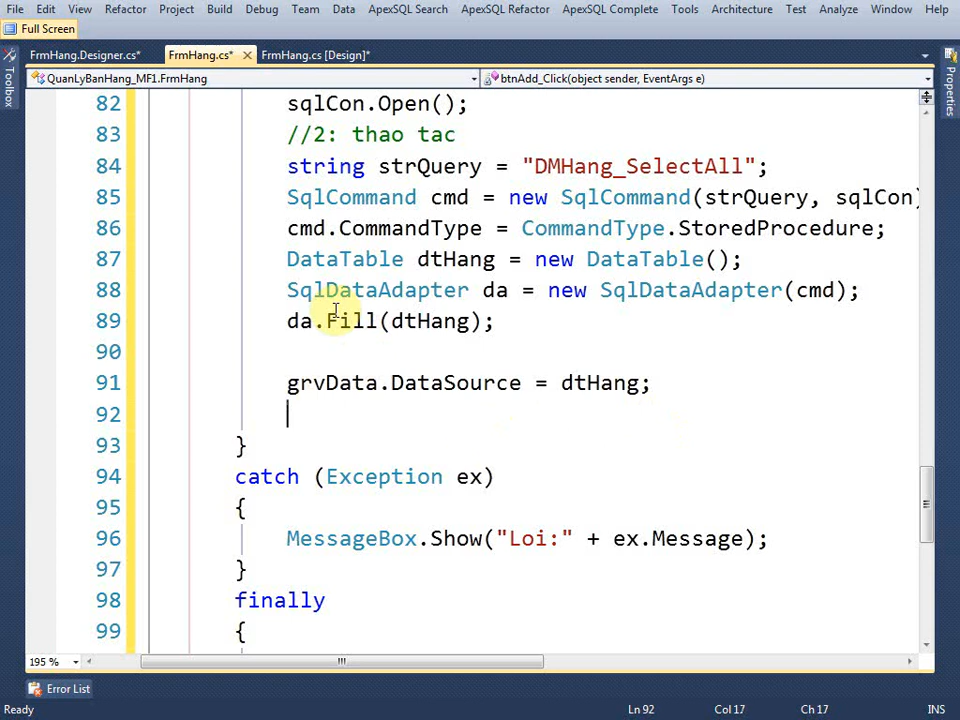 File Edit View Refactor Project Build Debug Team Data ApexSQL Search ApexSQL Refactor ApexSQL Complete Tools Architecture Test Analyze Window Help
Full Screen
FrmHang.Designer.cs* FrmHang.cs* FrmHang.cs [Design]*
Toolbox
QuanLyBanHang_MF1.FrmHang btnAdd_Click(object sender, EventArgs e)
Properties
82 sqlCon.Open();
83 //2: thao tac
84 string strQuery = "DMHang_SelectAll";
85 SqlCommand cmd = new SqlCommand(strQuery, sqlCon)
86 cmd.CommandType = CommandType.StoredProcedure;
87 DataTable dtHang = new DataTable();
88 SqlDataAdapter da = new SqlDataAdapter(cmd);
89 da.Fill(dtHang);
90
91 grvData.DataSource = dtHang;
92
93 }
94 catch (Exception ex)
95 {
96 MessageBox.Show("Loi:" + ex.Message);
97 }
98 finally
99 {
195 %
Error List
Ready Ln 92 Col 17 Ch 17 INS